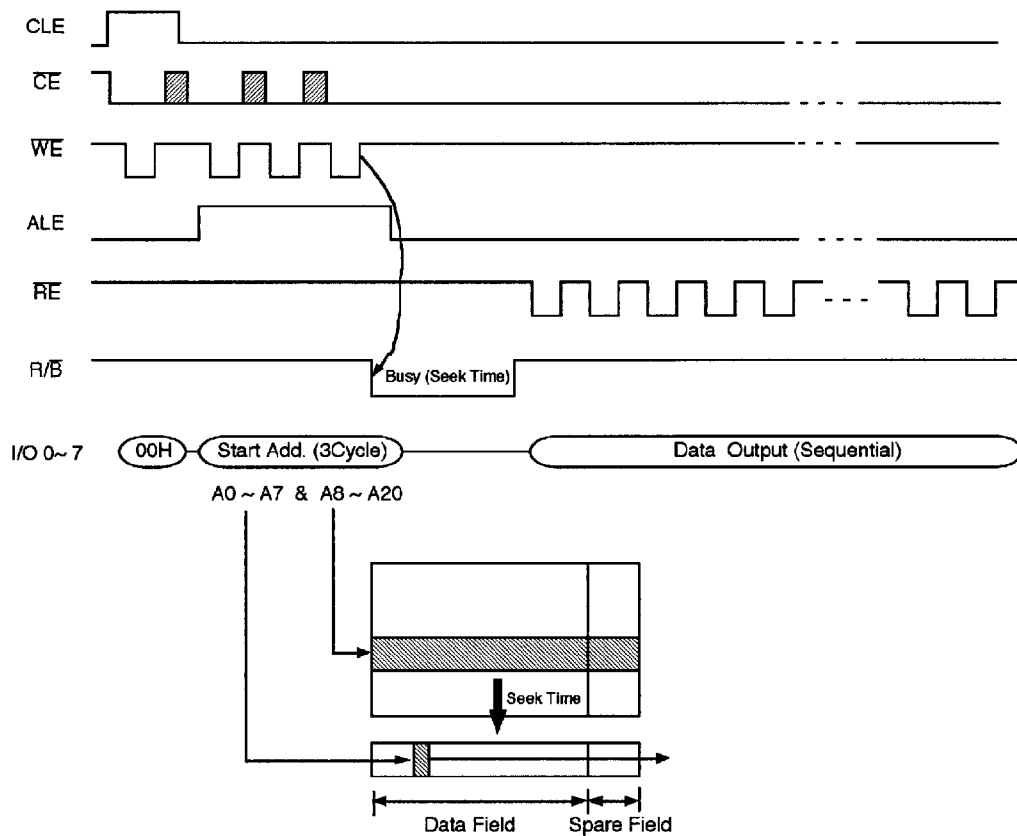 CLE
CE
WE
ALE
RE
R/B
Busy (Seek Time)
I/O 0~ 7
00H
Start Add. (3Cycle)
Data Output (Sequential)
A0 ~ A7 & A8 ~ A20
Seek Time
Data Field
Spare Field